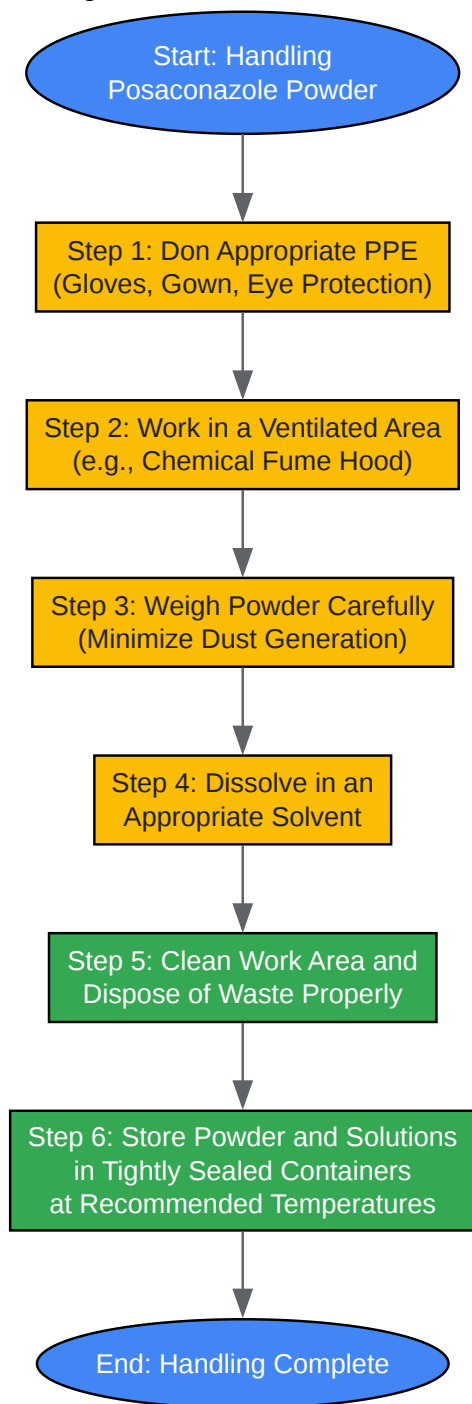 Start: Handling
Posaconazole Powder
Step 1: Don Appropriate PPE
(Gloves, Gown, Eye Protection)
Step 2: Work in a Ventilated Area
(e.g., Chemical Fume Hood)
Step 3: Weigh Powder Carefully
(Minimize Dust Generation)
Step 4: Dissolve in an
Appropriate Solvent
Step 5: Clean Work Area and
Dispose of Waste Properly
Step 6: Store Powder and Solutions
in Tightly Sealed Containers
at Recommended Temperatures
End: Handling Complete